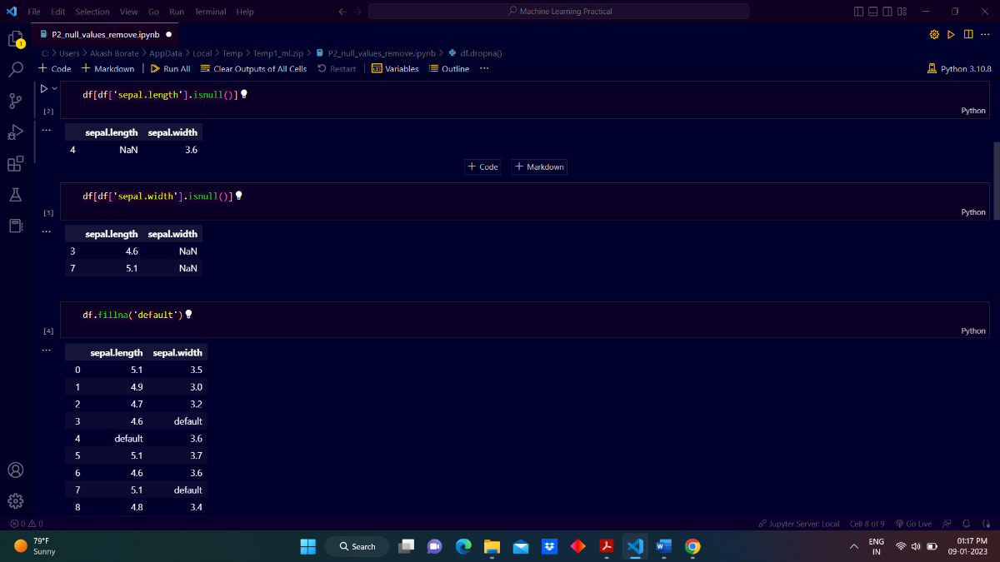 File Edit Selection View Go Run Terminal Help
Machine Learning Practical
P2_null_values_remove.ipynb
C: > Users > Akash Borate > AppData > Local > Temp > Temp1_ml.zip > P2_null_values_remove.ipynb > df.dropna()
+ Code + Markdown Run All Clear Outputs of All Cells Restart Variables Outline ... Python 3.10.8
df[df['sepal.length'].isnull()]
[2] Python
sepal.length sepal.width
4 NaN 3.6
+ Code + Markdown
df[df['sepal.width'].isnull()]
[3] Python
sepal.length sepal.width
3 4.6 NaN
7 5.1 NaN
df.fillna('default')
[4] Python
sepal.length sepal.width
0 5.1 3.5
1 4.9 3.0
2 4.7 3.2
3 4.6 default
4 default 3.6
5 5.1 3.7
6 4.6 3.6
7 5.1 default
8 4.8 3.4
0 0 Jupyter Server: Local Cell 8 of 9 Go Live
79°F
Sunny
Search
ENG
IN
01:17 PM
09-01-2023